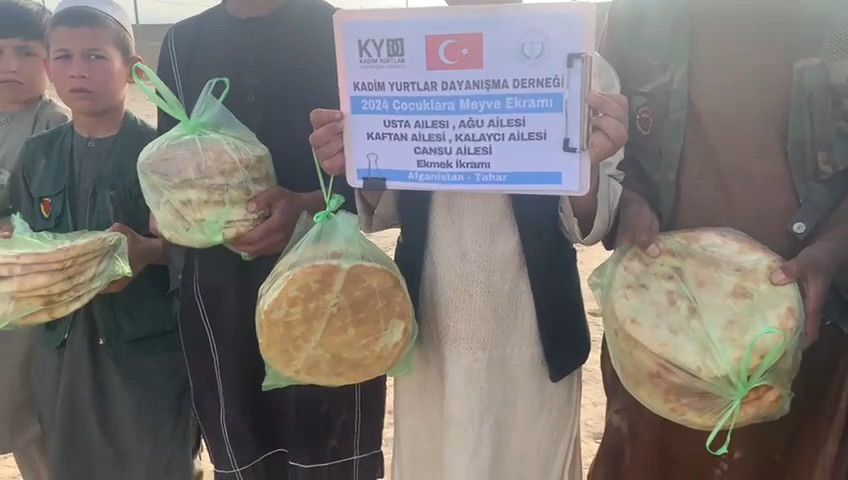 KYD
KADİM YURTLAR
KADİM YURTLAR DAYANIŞMA DERNEĞİ
2024 Çocuklara Meyve Ekramı
USTA AİLESİ , AĞU AİLESİ
KAFTAN AİLESİ , KALAYCI AİLESİ
CANSU AİLESİ
Ekmek İkramı
Afganistan - Tahar